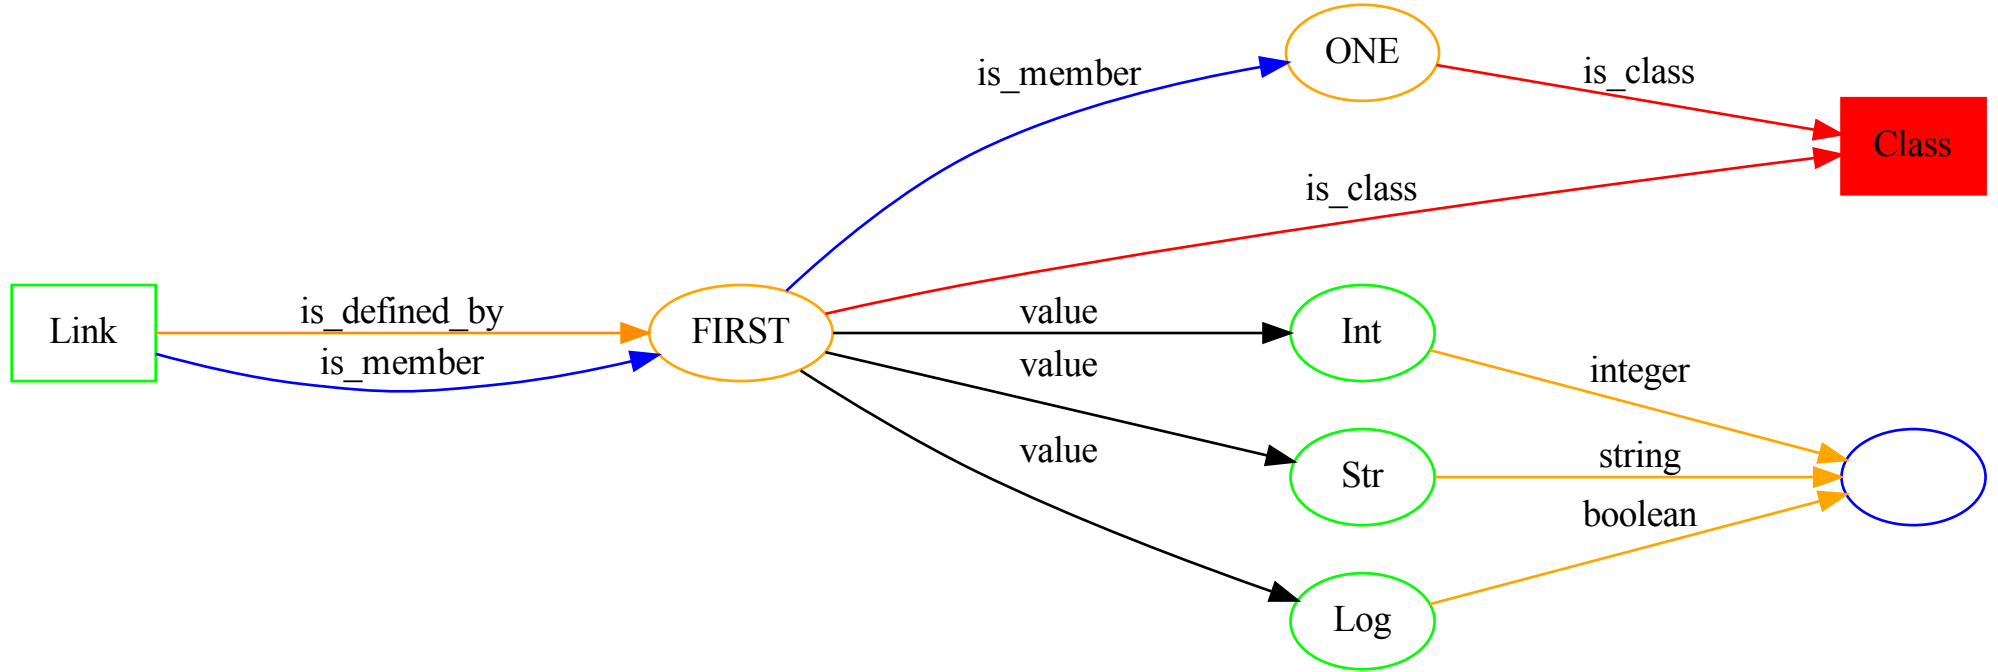 ONE
is_member
is_class
Class
is_class
Link
is_defined_by
is_member
FIRST
value
Int
value
integer
value
Str
string
boolean
Log